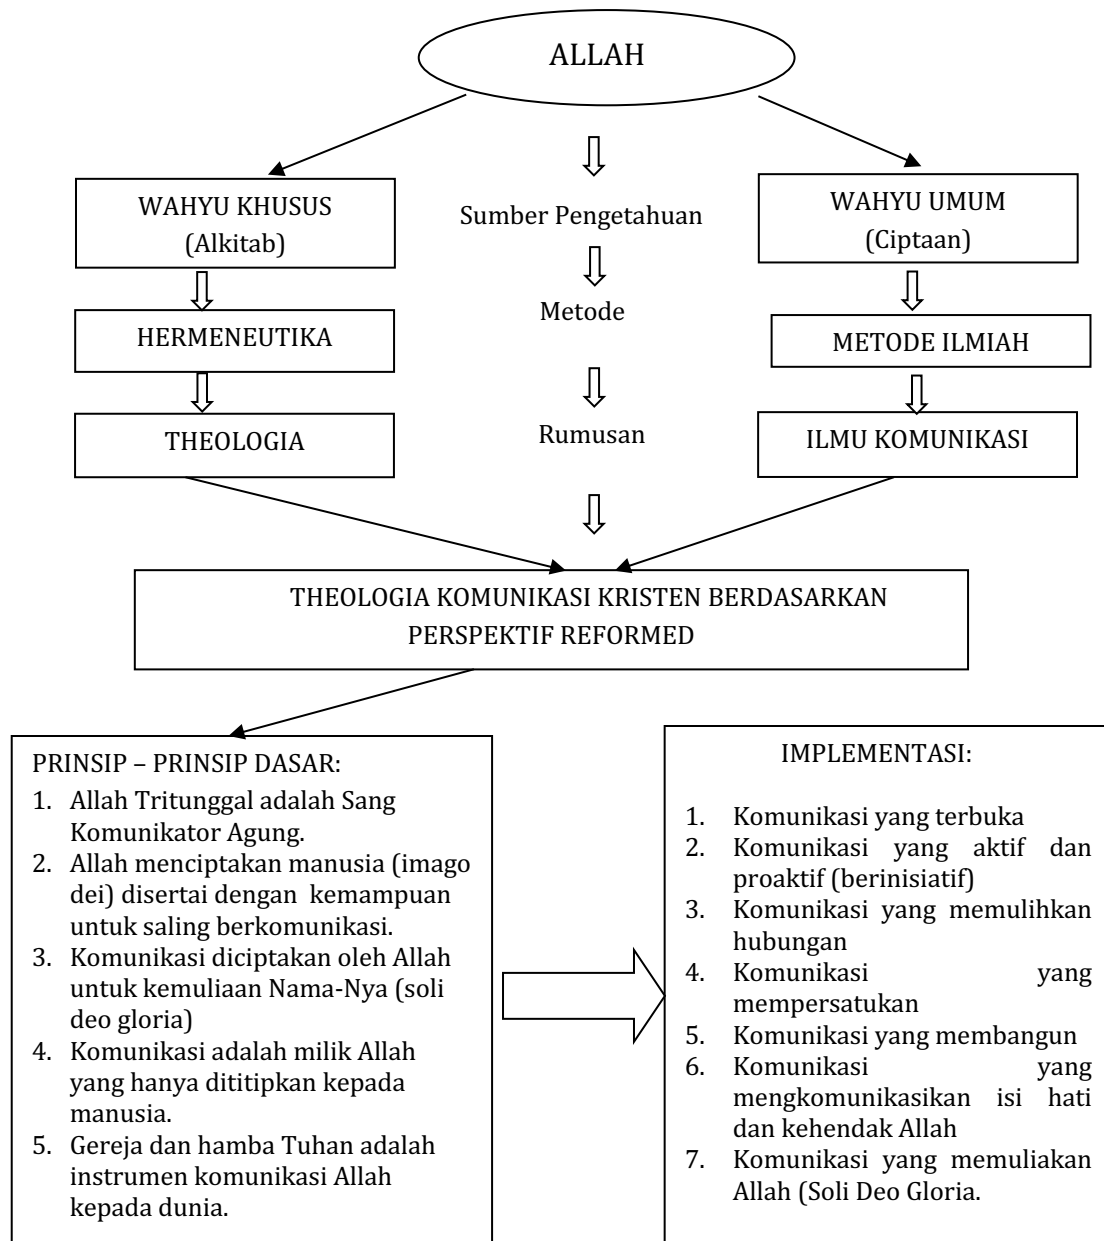 ALLAH
WAHYU KHUSUS
(Alkitab)
Sumber Pengetahuan
WAHYU UMUM
(Ciptaan)
HERMENEUTIKA
Metode
METODE ILMIAH
THEOLOGIA
Rumusan
ILMU KOMUNIKASI
THEOLOGIA KOMUNIKASI KRISTEN BERDASARKAN
PERSPEKTIF REFORMED
PRINSIP – PRINSIP DASAR:
1. Allah Tritunggal adalah Sang
Komunikator Agung.
2. Allah menciptakan manusia (imago
dei) disertai dengan kemampuan
untuk saling berkomunikasi.
3. Komunikasi diciptakan oleh Allah
untuk kemuliaan Nama-Nya (soli
deo gloria)
4. Komunikasi adalah milik Allah
yang hanya dititipkan kepada
manusia.
5. Gereja dan hamba Tuhan adalah
instrumen komunikasi Allah
kepada dunia.
IMPLEMENTASI:
1. Komunikasi yang terbuka
2. Komunikasi yang aktif dan
proaktif (berinisiatif)
3. Komunikasi yang memulihkan
hubungan
4. Komunikasi yang
mempersatukan
5. Komunikasi yang membangun
6. Komunikasi yang
mengkomunikasikan isi hati
dan kehendak Allah
7. Komunikasi yang memuliakan
Allah (Soli Deo Gloria.